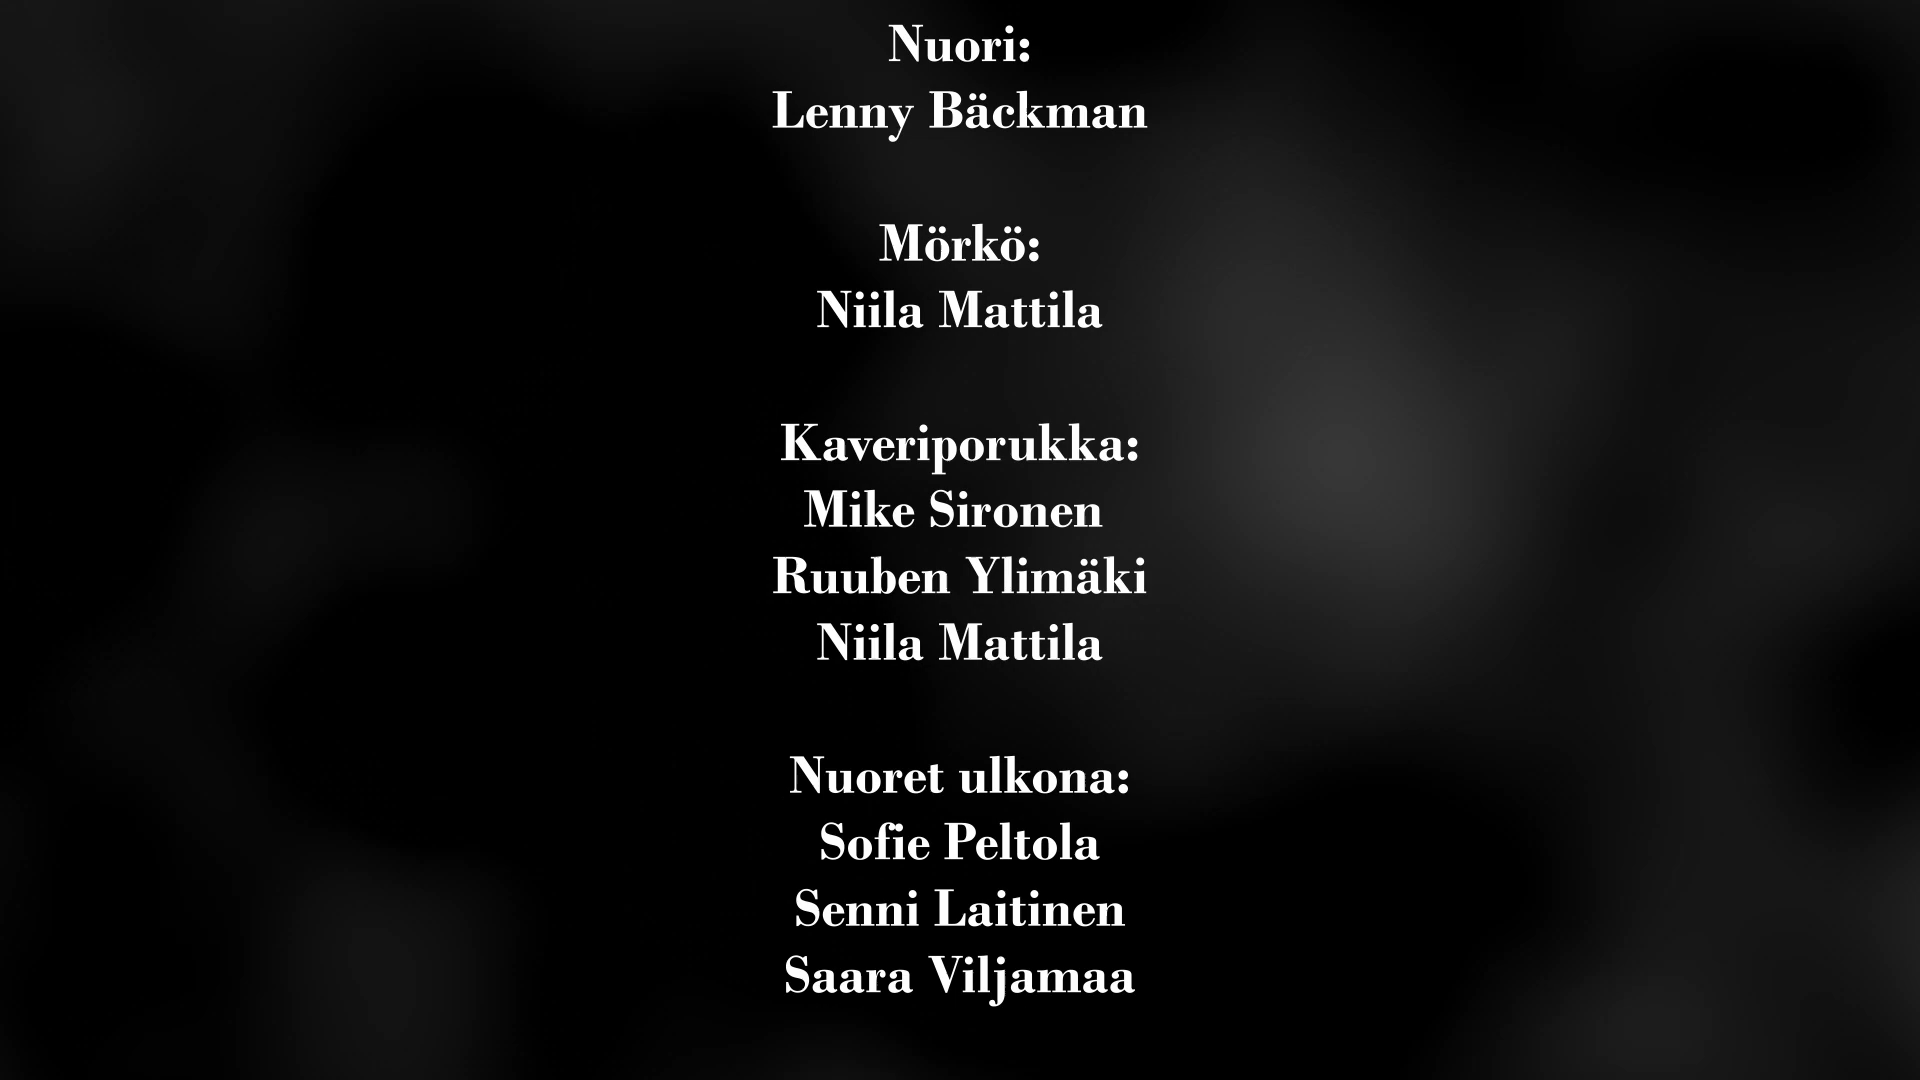 Nuori:
Lenny Bäckman
Mörkö:
Niila Mattila
Kaveriporukka:
Mike Sironen
Ruuben Ylimäki
Niila Mattila
Nuoret ulkona:
Sofie Peltola
Senni Laitinen
Saara Viljamaa